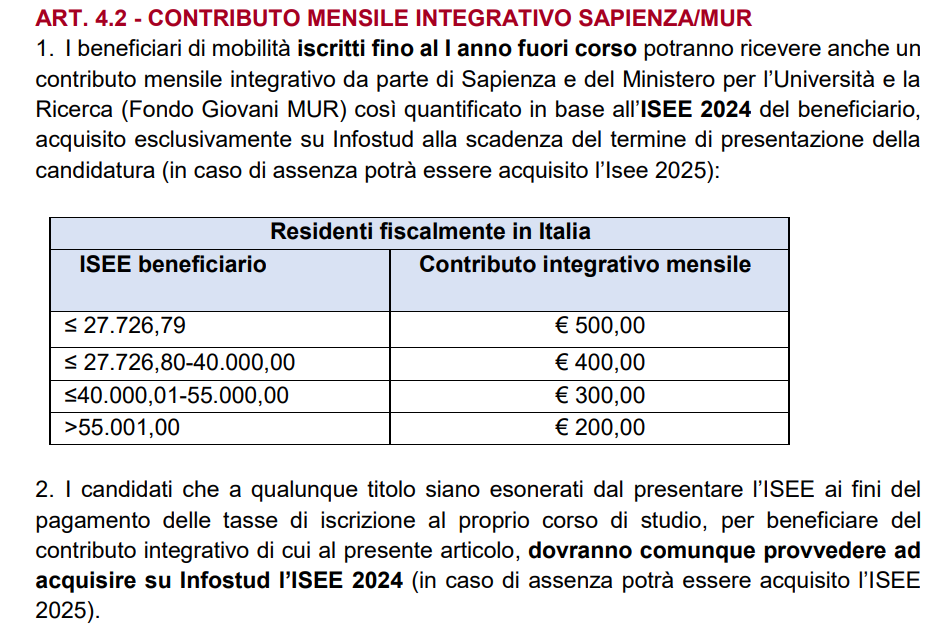 ART. 4.2 - CONTRIBUTO MENSILE INTEGRATIVO SAPIENZA/MUR
1. I beneficiari di mobilità iscritti fino al I anno fuori corso potranno ricevere anche un
contributo mensile integrativo da parte di Sapienza e del Ministero per l’Università e la
Ricerca (Fondo Giovani MUR) così quantificato in base all’ISEE 2024 del beneficiario,
acquisito esclusivamente su Infostud alla scadenza del termine di presentazione della
candidatura (in caso di assenza potrà essere acquisito l’Isee 2025):
Residenti fiscalmente in Italia
ISEE beneficiario Contributo integrativo mensile
≤ 27.726,79 € 500,00
≤ 27.726,80-40.000,00 € 400,00
≤40.000,01-55.000,00 € 300,00
>55.001,00 € 200,00
2. I candidati che a qualunque titolo siano esonerati dal presentare l’ISEE ai fini del
pagamento delle tasse di iscrizione al proprio corso di studio, per beneficiare del
contributo integrativo di cui al presente articolo, dovranno comunque provvedere ad
acquisire su Infostud l’ISEE 2024 (in caso di assenza potrà essere acquisito l’ISEE
2025).